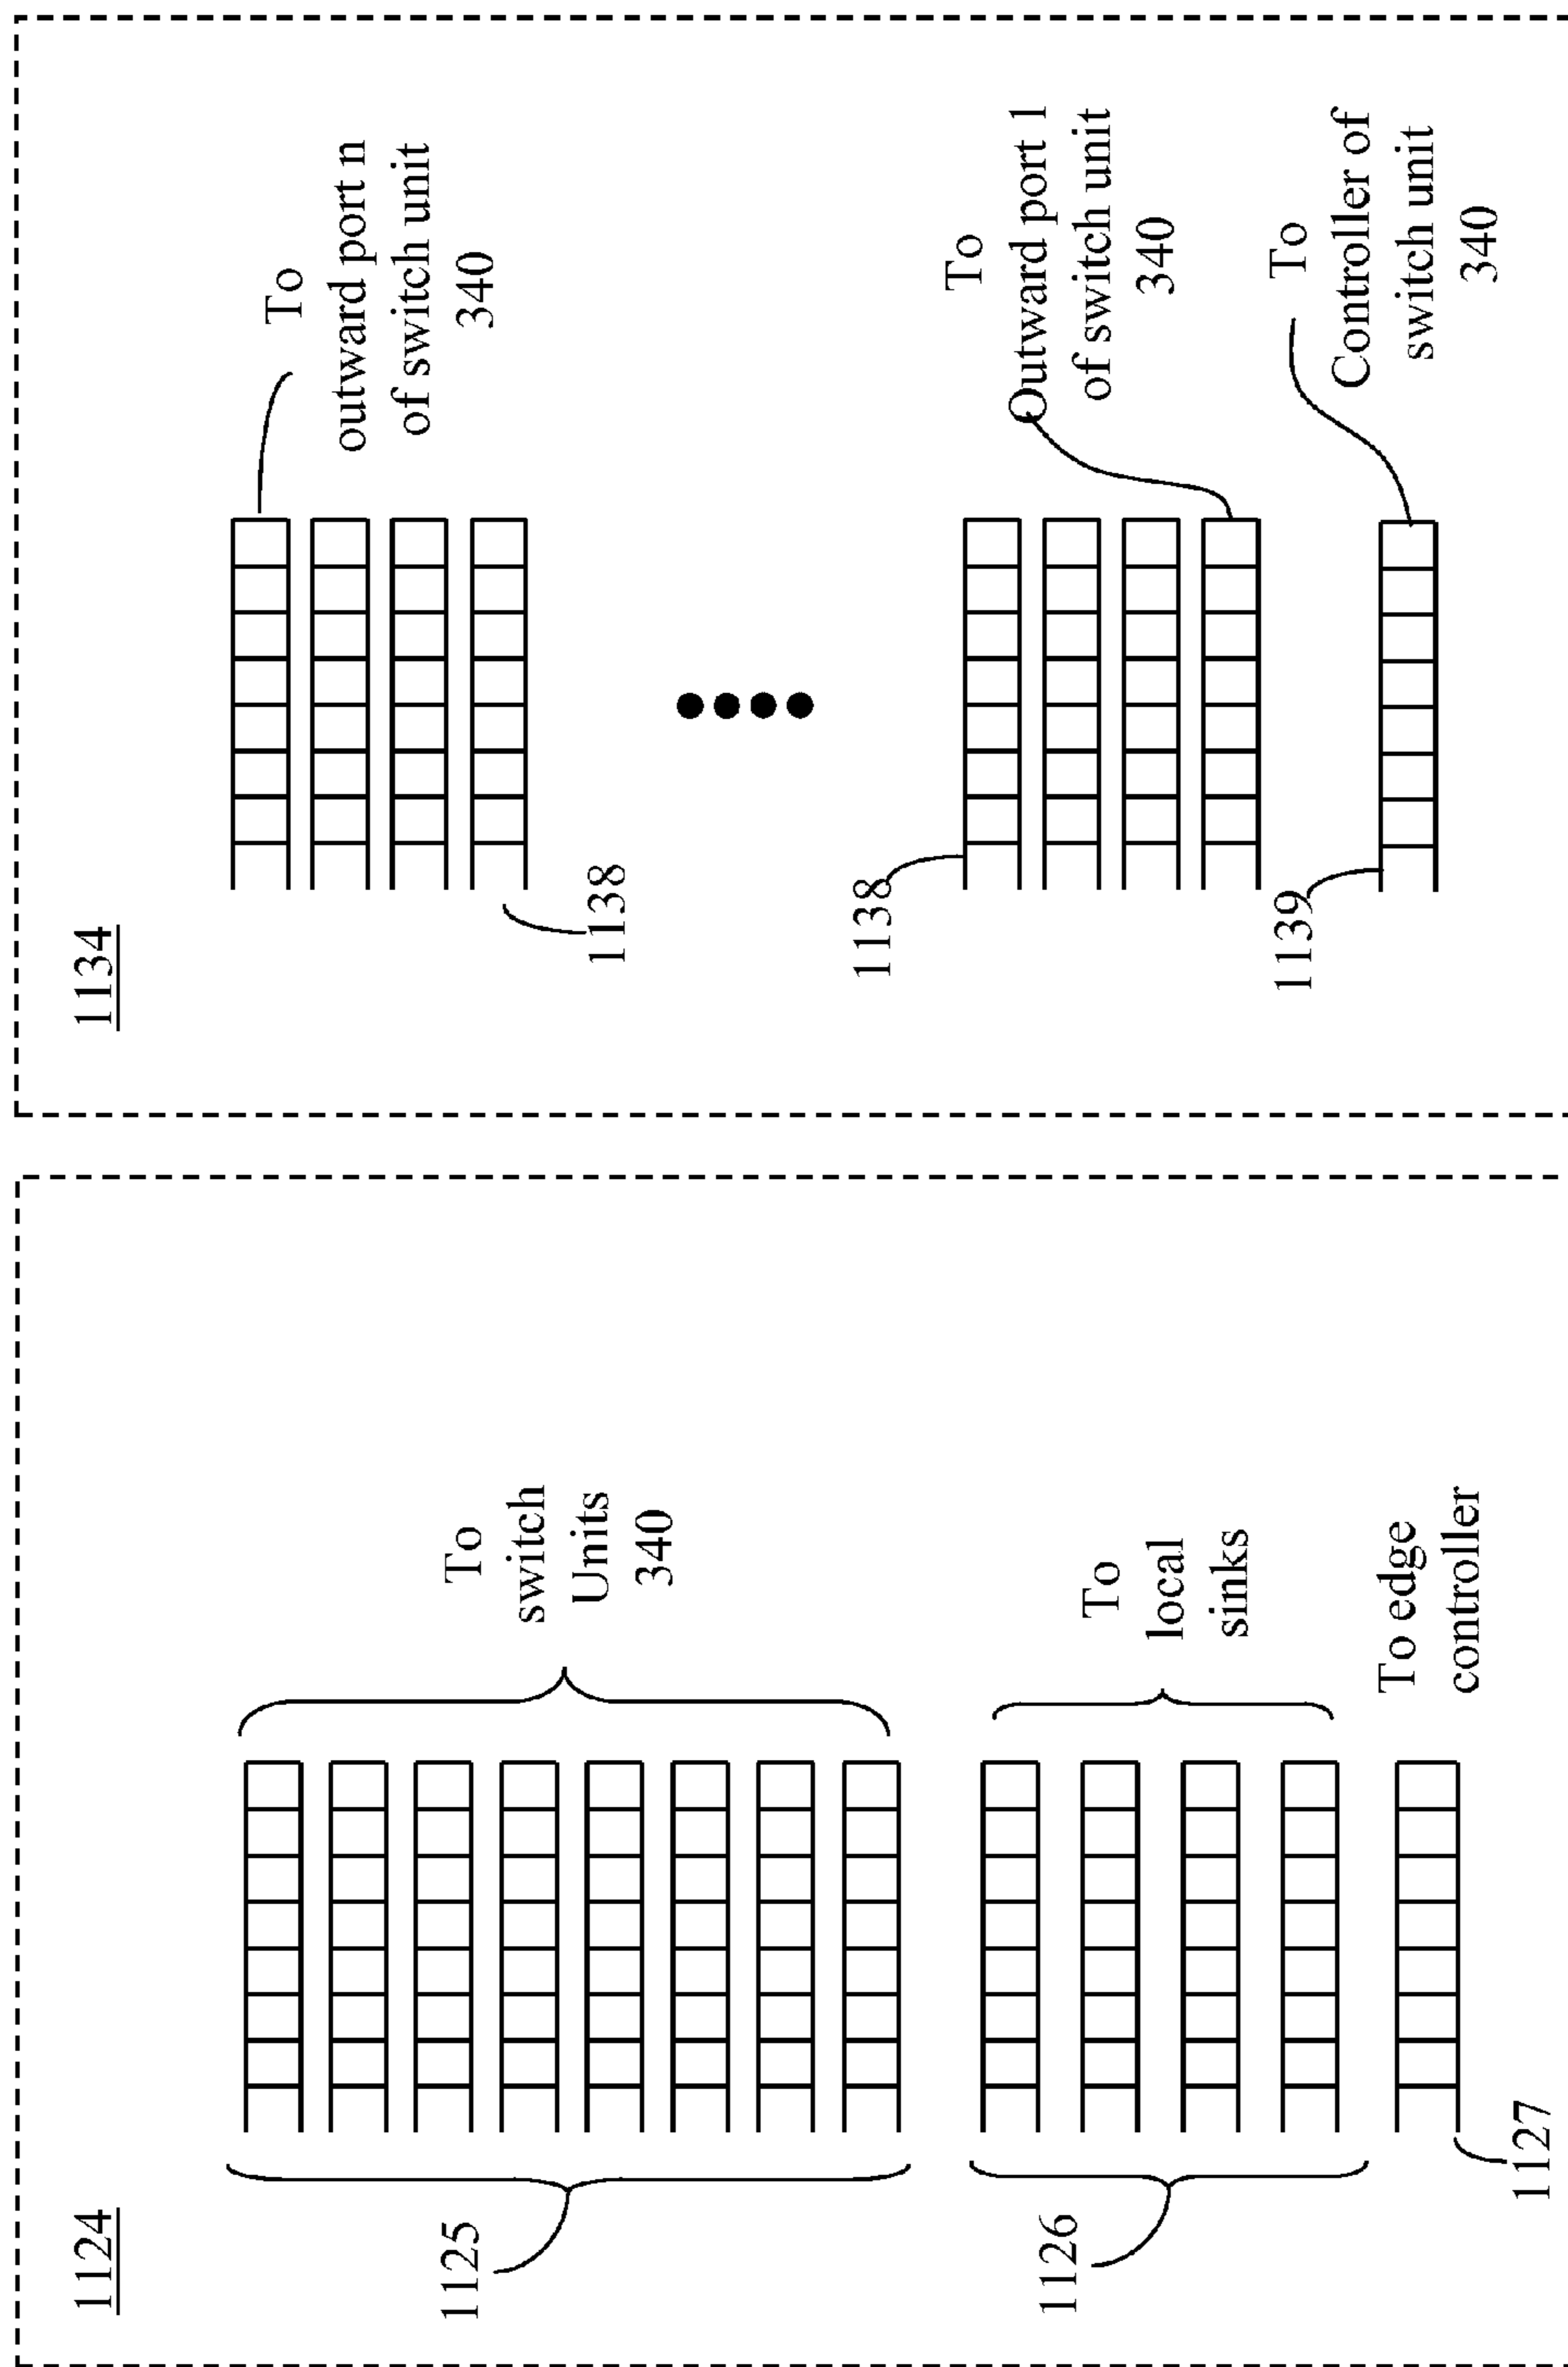 1124
1125
To
switch
Units
340
1126
To
local
sinks
1127
To edge
controller
1134
To
outward port n
of switch unit
340
1138
1138
To
Outward port 1
of switch unit
340
1139
To
Controller of
switch unit
340